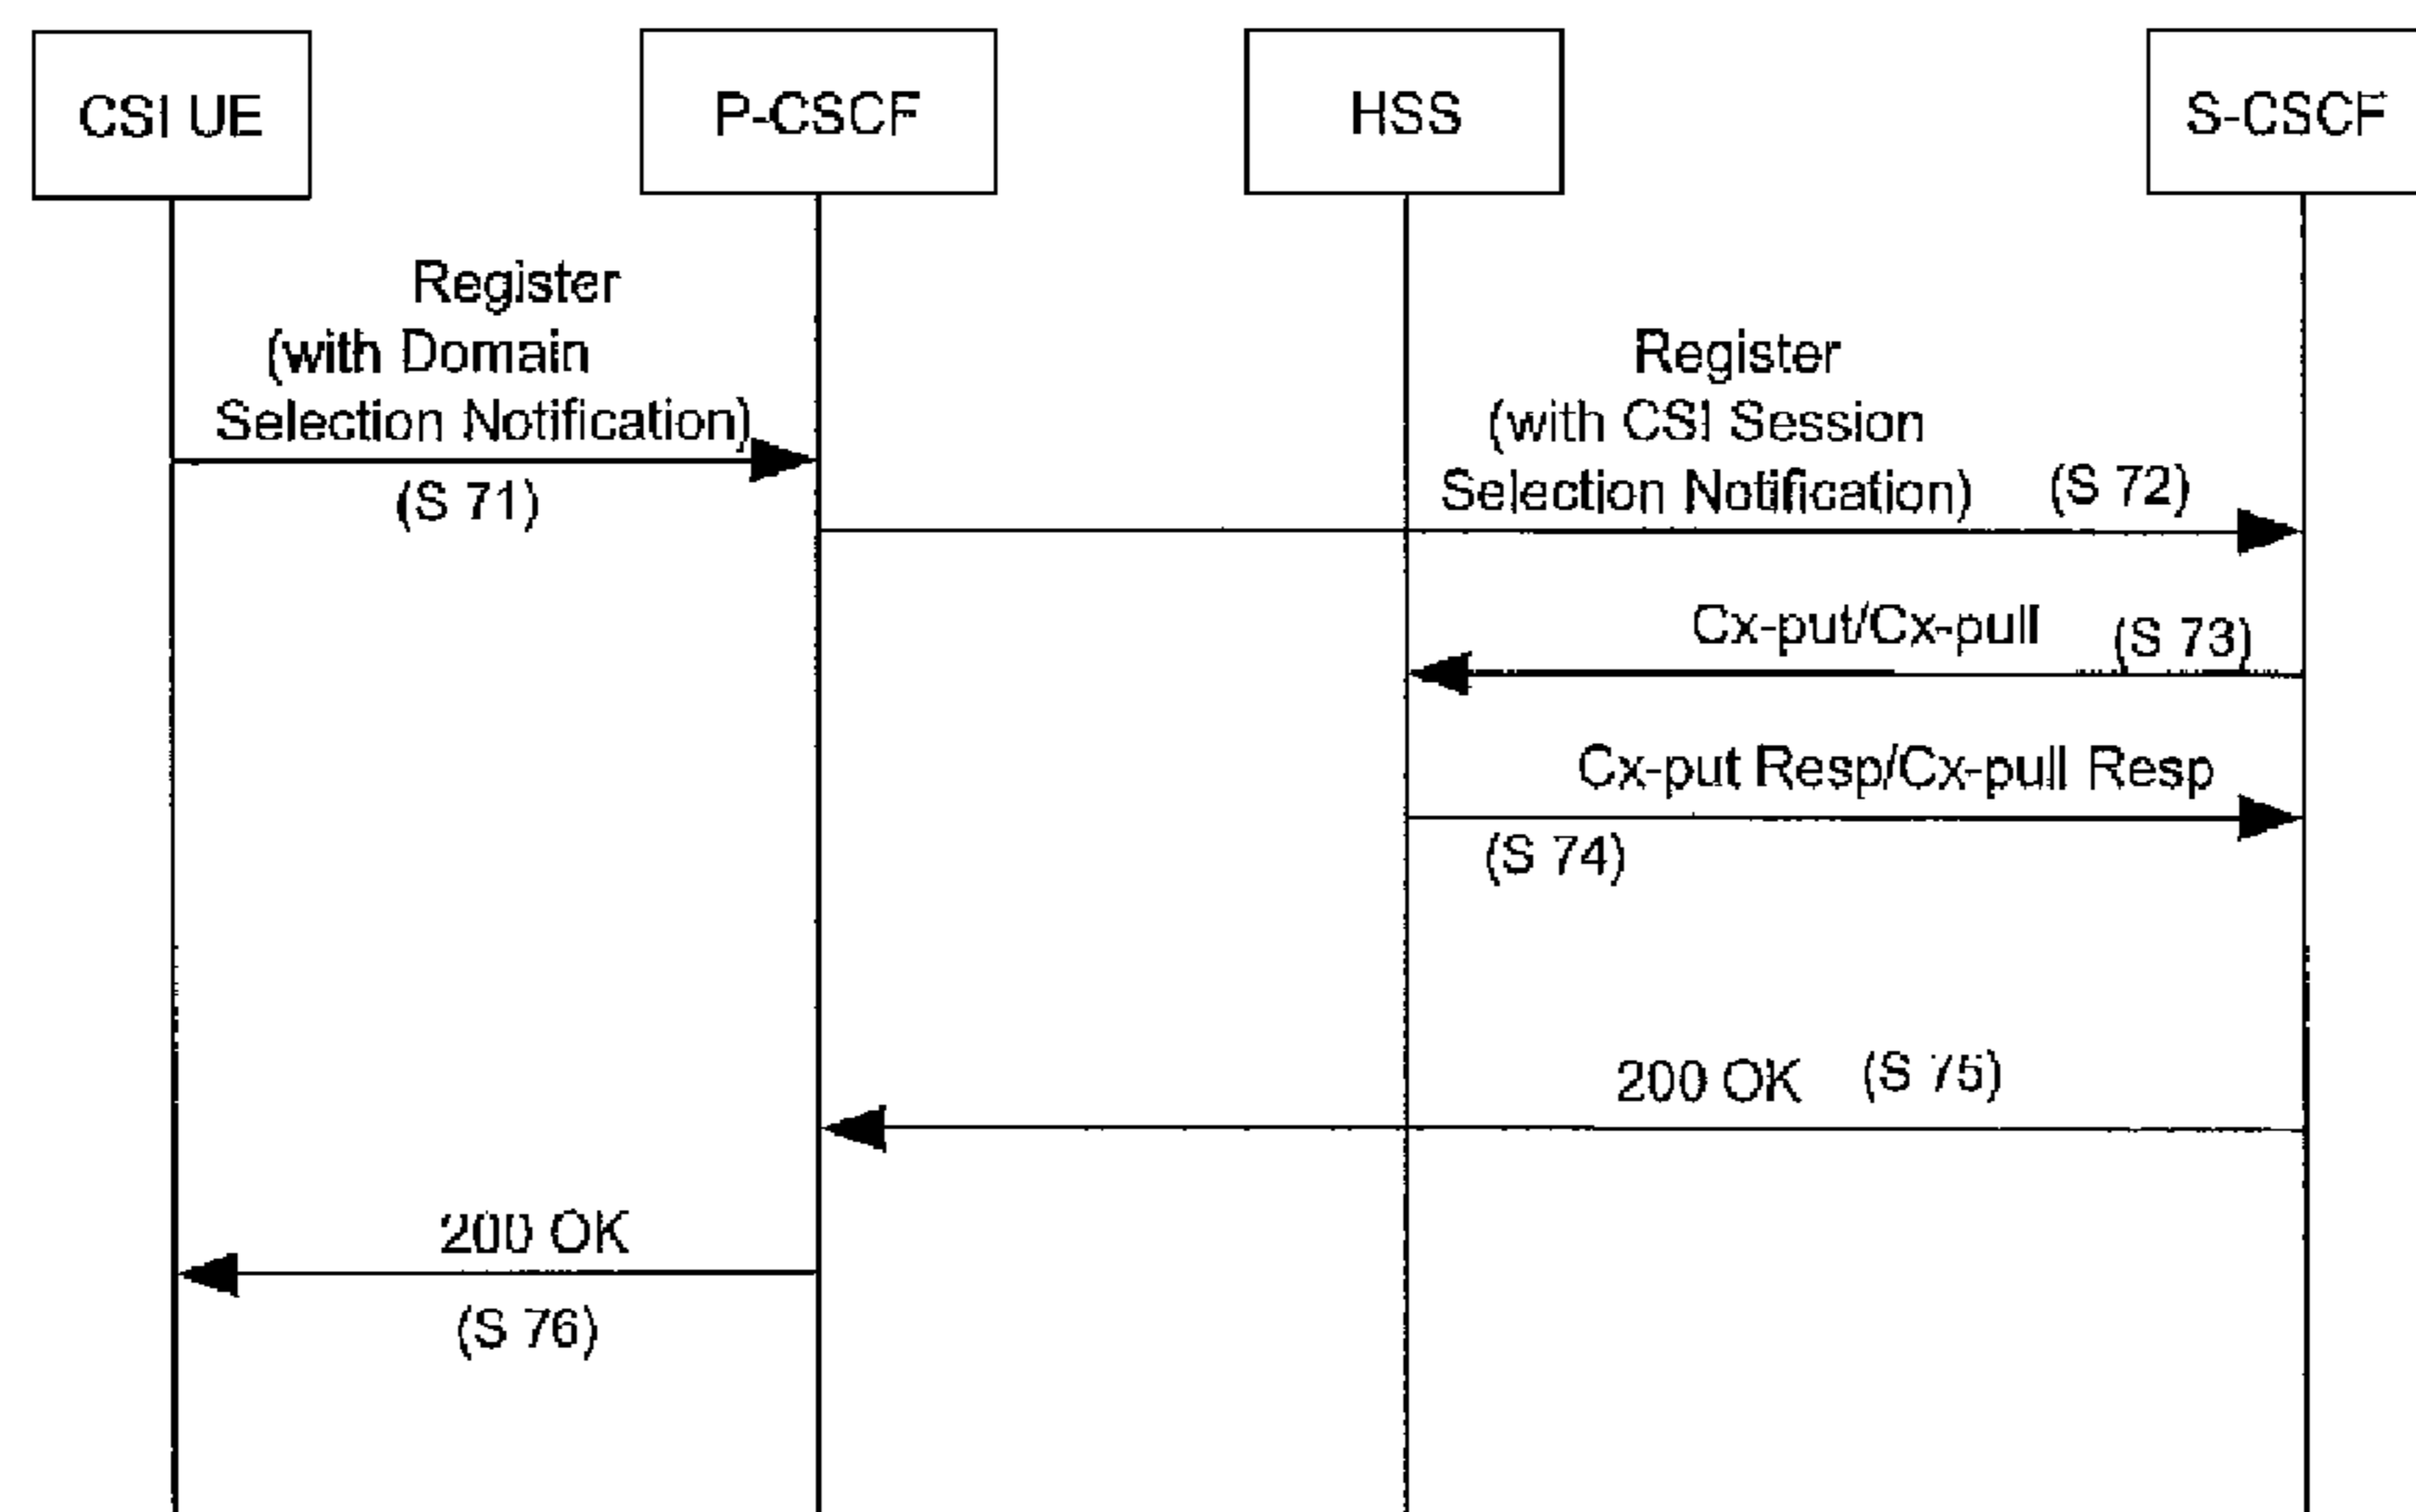 CSI UE
P-CSCF
HSS
S-CSCF
Register
(with Domain
Selection Notification)
(S 71)
Register
(with CSI Session
Selection Notification)
(S 72)
Cx-put/Cx-pull
(S 73)
Cx-put Resp/Cx-pull Resp
(S 74)
200 OK
(S 75)
200 OK
(S 76)